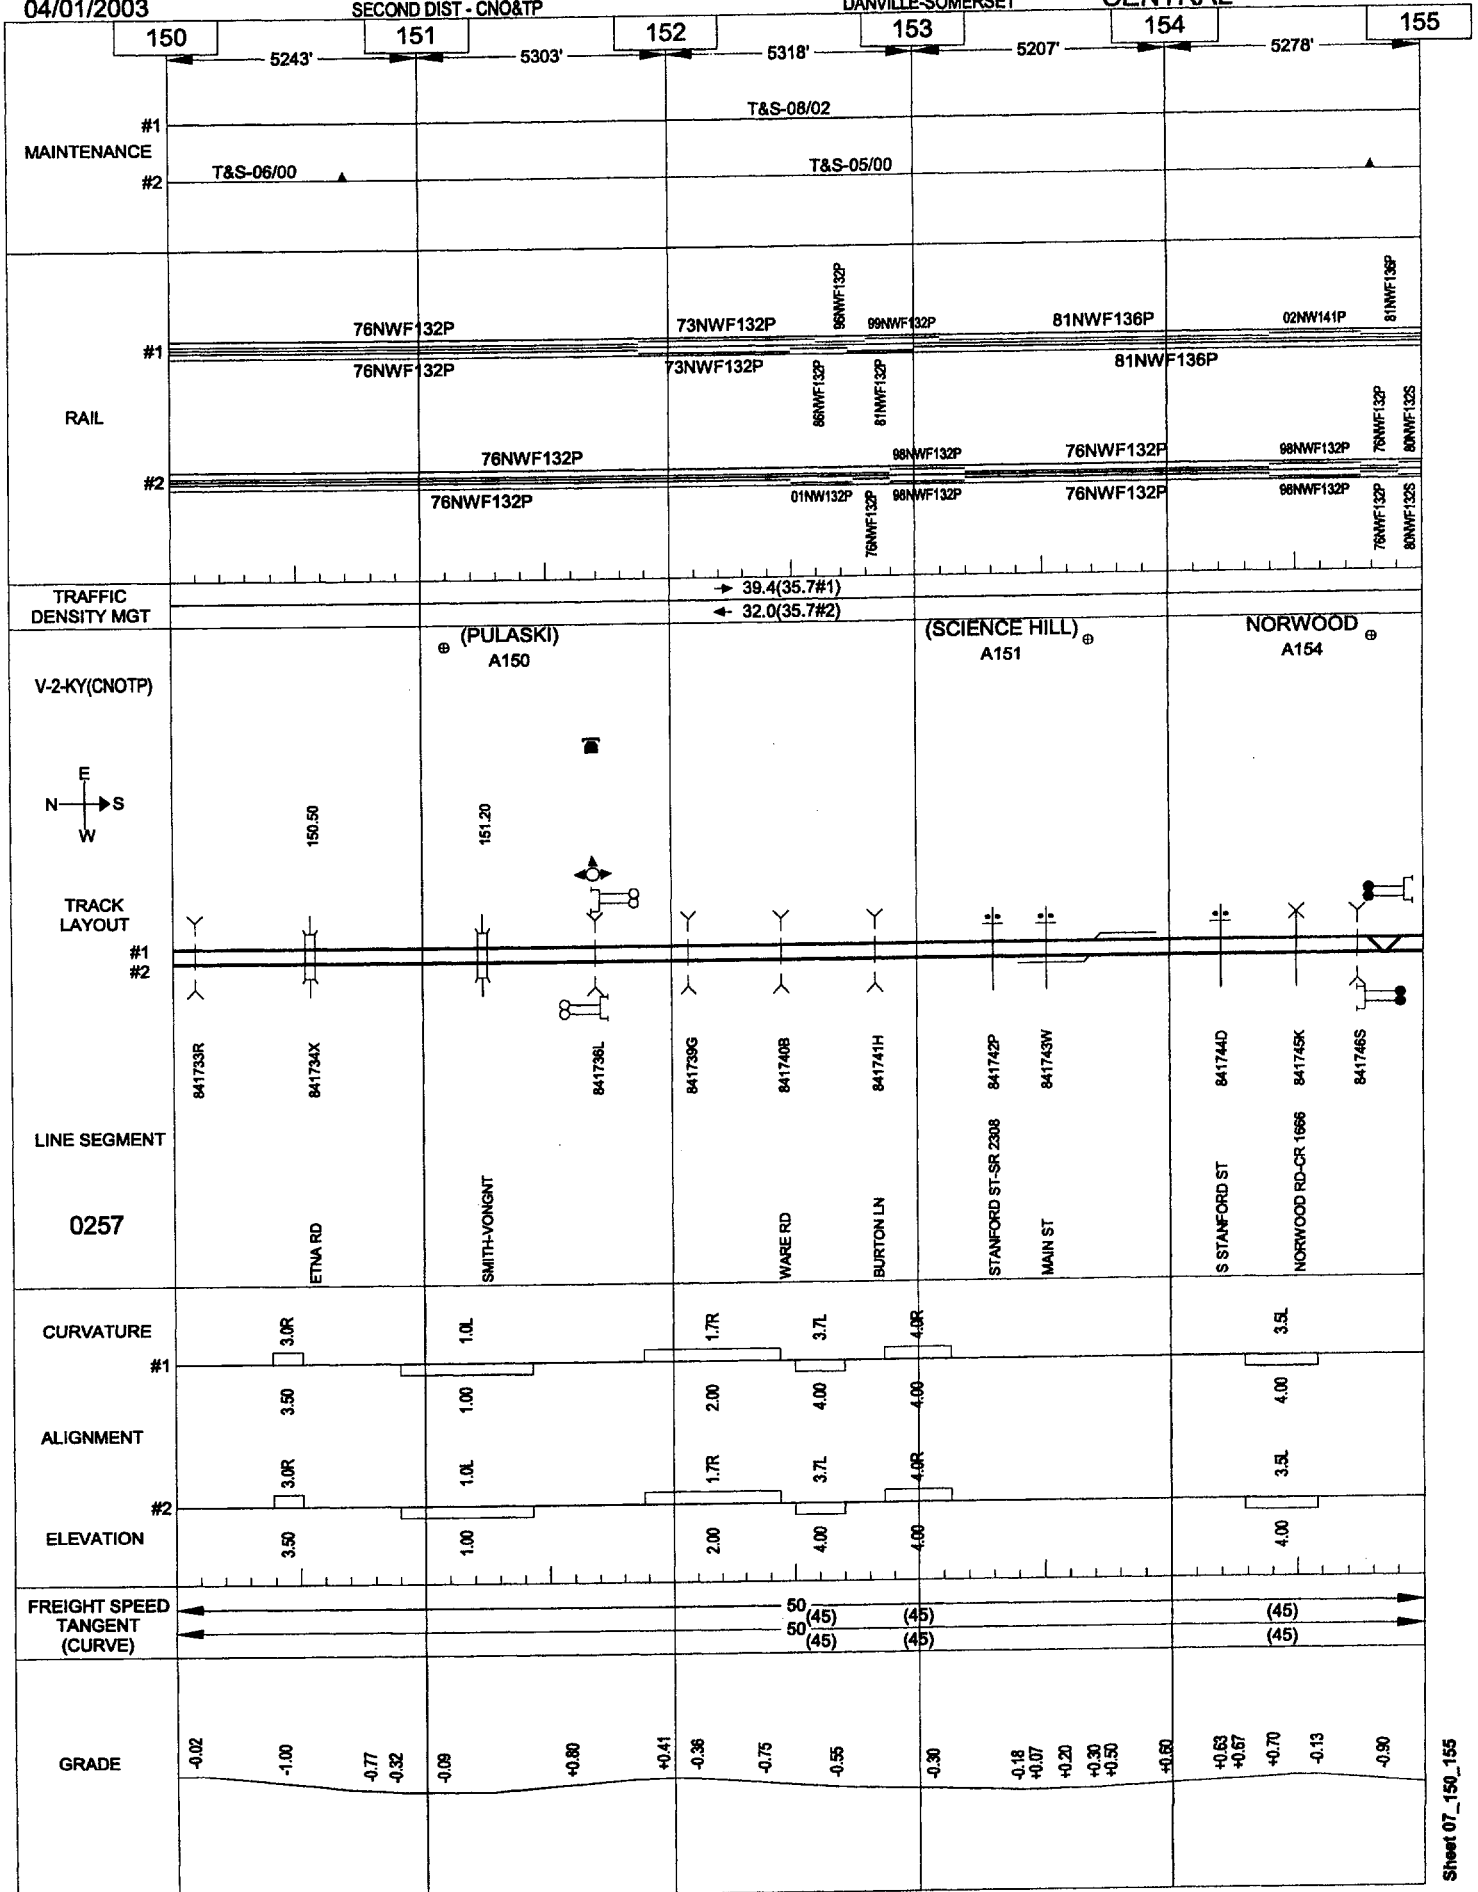 04/01/2003
SECOND DIST - CNO&TP
DANVILLE-SOMERSET
CENTRAL
150
151
152
153
154
155
5243'
5303'
5318'
5207'
5278'
MAINTENANCE
#1
T&S-08/02
#2
T&S-06/00
T&S-05/00
RAIL
#1
76NWF132P
73NWF132P
96NWF132P
99NWF132P
81NWF136P
02NW141P
81NWF136P
76NWF132P
73NWF132P
86NWF132P
81NWF132P
81NWF136P
#2
76NWF132P
98NWF132P
76NWF132P
98NWF132P
76NWF132P
80NWF132S
76NWF132P
01NW132P
76NWF132P
98NWF132P
76NWF132P
98NWF132P
76NWF132P
80NWF132S
TRAFFIC
DENSITY MGT
39.4(35.7#1)
32.0(35.7#2)
V-2-KY(CNOTP)
(PULASKI)
A150
(SCIENCE HILL)
A151
NORWOOD
A154
E
N
S
W
150.50
151.20
TRACK
LAYOUT
#1
#2
841733R
841734X
841736L
841739G
841740B
841741H
841742P
841743W
841744D
841745K
841746S
LINE SEGMENT
0257
ETNA RD
SMITH-VONGNT
WARE RD
BURTON LN
STANFORD ST-SR 2308
MAIN ST
S STANFORD ST
NORWOOD RD-CR 1666
CURVATURE
#1
3.0R
1.0L
1.7R
3.7L
4.0R
3.5L
3.50
1.00
2.00
4.00
4.00
4.00
ALIGNMENT
#2
3.0R
1.0L
1.7R
3.7L
4.0R
3.5L
ELEVATION
3.50
1.00
2.00
4.00
4.00
4.00
FREIGHT SPEED
TANGENT
(CURVE)
50
(45)
(45)
(45)
50
(45)
(45)
(45)
GRADE
-0.02
-1.00
-0.77
-0.32
-0.09
+0.80
+0.41
-0.36
-0.75
-0.55
-0.30
-0.18
+0.07
+0.20
+0.30
+0.50
+0.60
+0.63
+0.67
+0.70
-0.13
-0.90
Sheet 07_150_155